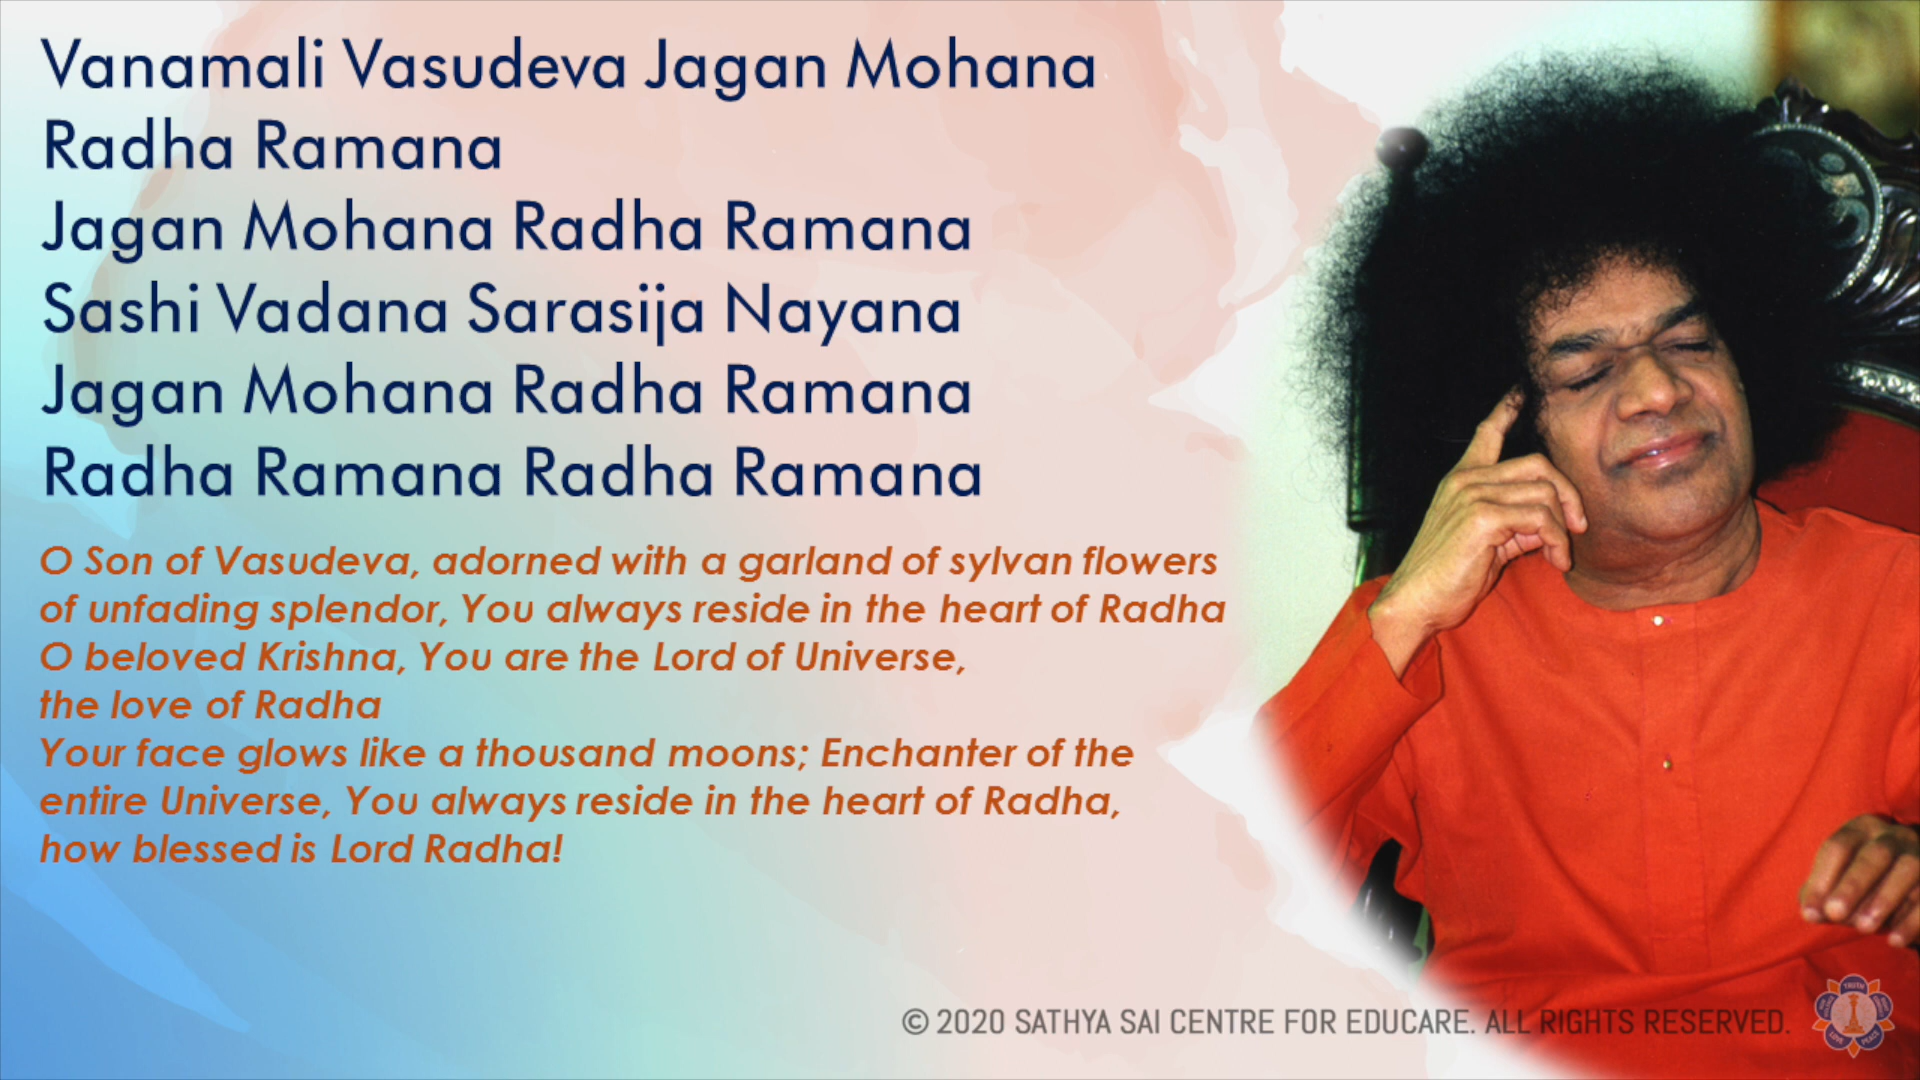 Vanamali Vasudeva Jagan Mohana
Radha Ramana
Jagan Mohana Radha Ramana
Sashi Vadana Sarasija Nayana
Jagan Mohana Radha Ramana
Radha Ramana Radha Ramana
O Son of Vasudeva, adorned with a garland of sylvan flowers
of unfading splendor, You always reside in the heart of Radha
O beloved Krishna, You are the Lord of Universe,
the love of Radha
Your face glows like a thousand moons; Enchanter of the
entire Universe, You always reside in the heart of Radha,
how blessed is Lord Radha!
© 2020 SATHYA SAI CENTRE FOR EDUCARE. ALL RIGHTS RESERVED.
TRUTH
LOVE
PEACE